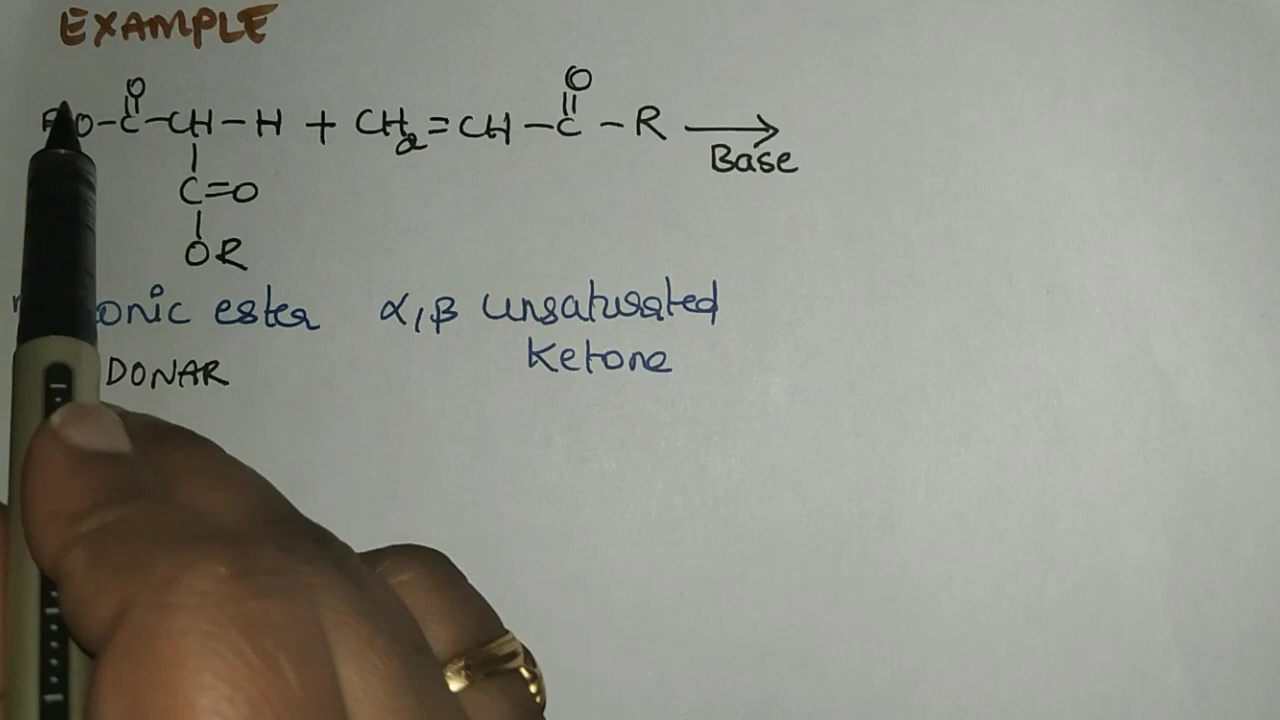 EXAMPLE
O O
O-C-CH-H + CH2=CH-C-R ⟶
Base
C=O
OR
onic ester α,β unsaturated
Ketone
DONAR